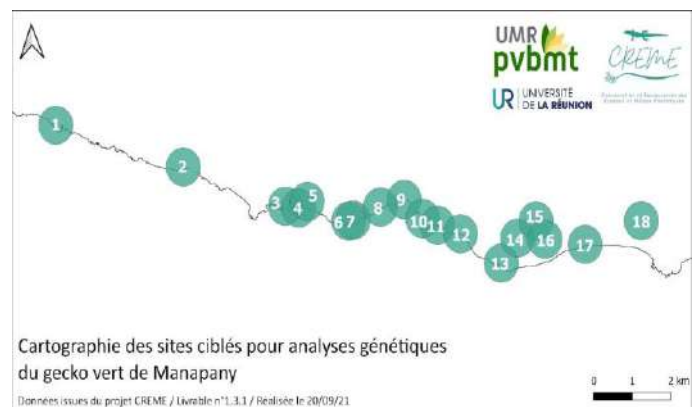 UMR
pvbmt
CREME
UR UNIVERSITÉ
DE LA RÉUNION
1
2
3
4
5
6
7
8
9
10
11
12
13
14
15
16
17
18
Cartographie des sites ciblés pour analyses génétiques
du gecko vert de Manapany
Données issues du projet CREME / Livrable n°1.3.1 / Réalisée le 20/09/21
0 1 2 km